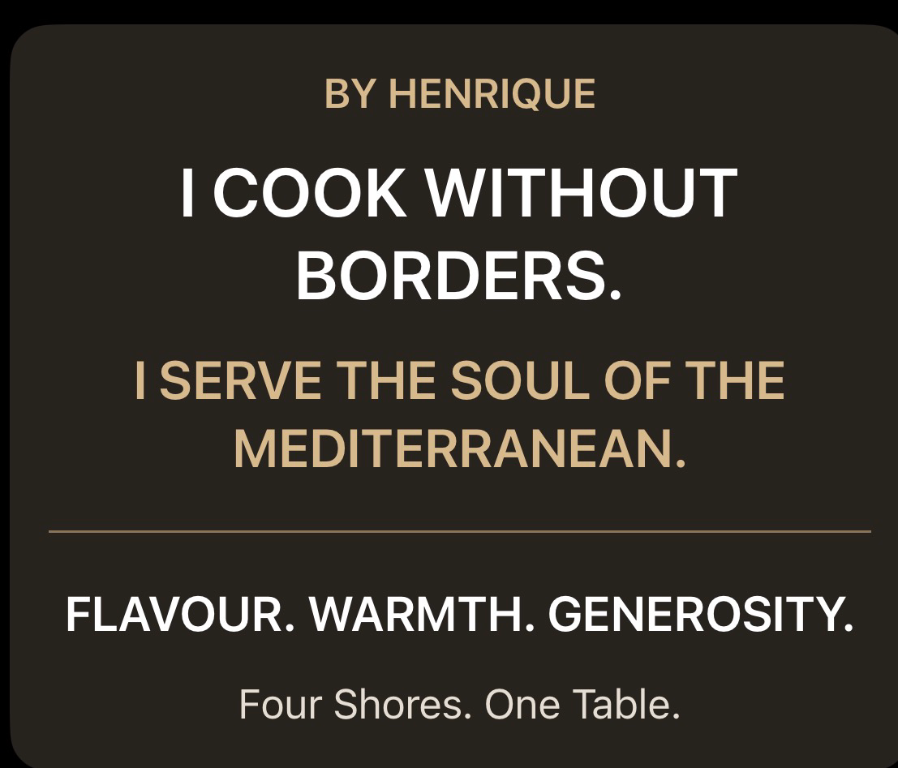 BY HENRIQUE
I COOK WITHOUT
BORDERS.
I SERVE THE SOUL OF THE
MEDITERRANEAN.
FLAVOUR. WARMTH. GENEROSITY.
Four Shores. One Table.